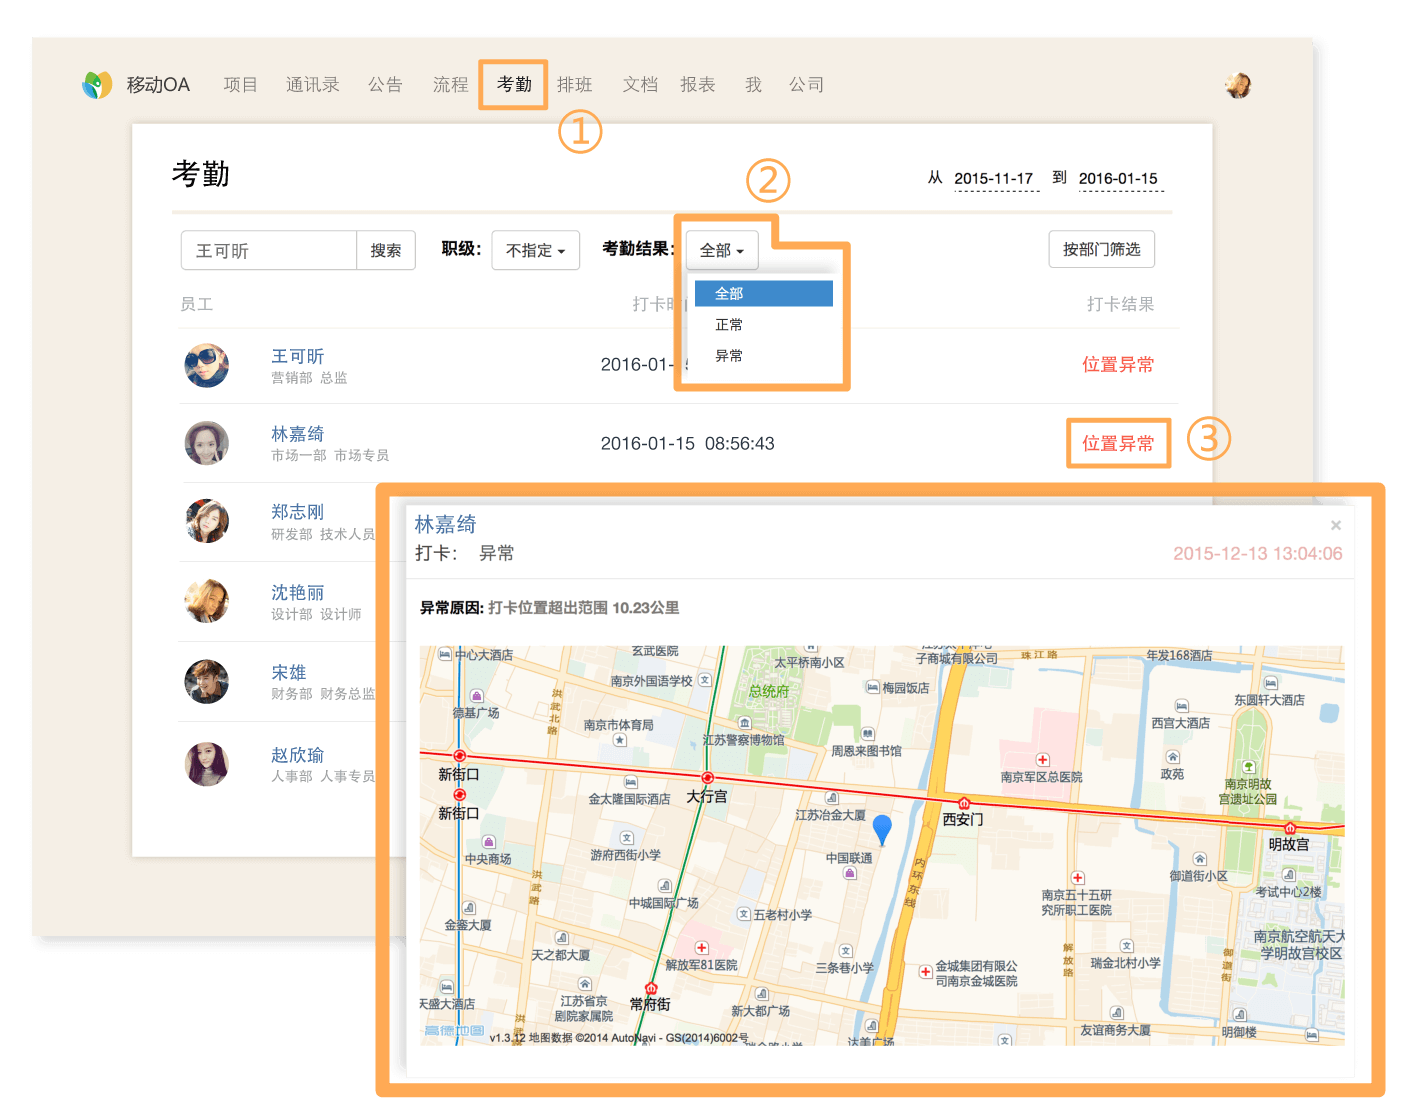 移动OA 项目 通讯录 公告 流程 考勤 排班 文档 报表 我 公司
①
考勤
从 2015-11-17 到 2016-01-15
②
王可昕 搜索 职级: 不指定 考勤结果: 全部 按部门筛选
员工 打卡时 打卡结果
全部
正常
异常
王可昕
营销部 总监
2016-01-
位置异常
林嘉绮
市场一部 市场专员
2016-01-15 08:56:43
位置异常
③
郑志刚
研发部 技术人员
沈艳丽
设计部 设计师
宋雄
财务部 财务总监
赵欣瑜
人事部 人事专员
林嘉绮 ×
打卡: 异常 2015-12-13 13:04:06
异常原因: 打卡位置超出范围 10.23公里
中心大酒店
玄武医院
太平桥南小区
子商城有限公司
珠江路
年发168酒店
南京外国语学校 文
总统府
梅园饭店
东圆轩大酒店
德基广场
洪武北路
南京市体育局
江苏警察博物馆
周恩来图书馆
西宫大酒店
新街口
大行宫
南京军区总医院
政苑
南京明故
宫遗址公园
新街口
金太隆国际酒店
江苏冶金大厦
西安门
明故宫
中央商场
文
游府西街小学
中国联通
内环东线
御道街小区
考试中心2楼
洪武路
中城国际广场
文 五老村小学
南京五十五研
究所职工医院
金銮大厦
天之都大厦
解放军81医院
文
三条巷小学
金城集团有限公
司南京金城医院
解放路
文
瑞金北村小学
御道街
南京航空航天大
学明故宫校区
天盛大酒店
江苏省京
剧院家属院
常府街
新大都广场
友谊商务大厦
明御楼
洪武
高德地图
v1.3.12 地图数据 ©2014 AutoNavi - GS(2014)6002号
达美广场
文